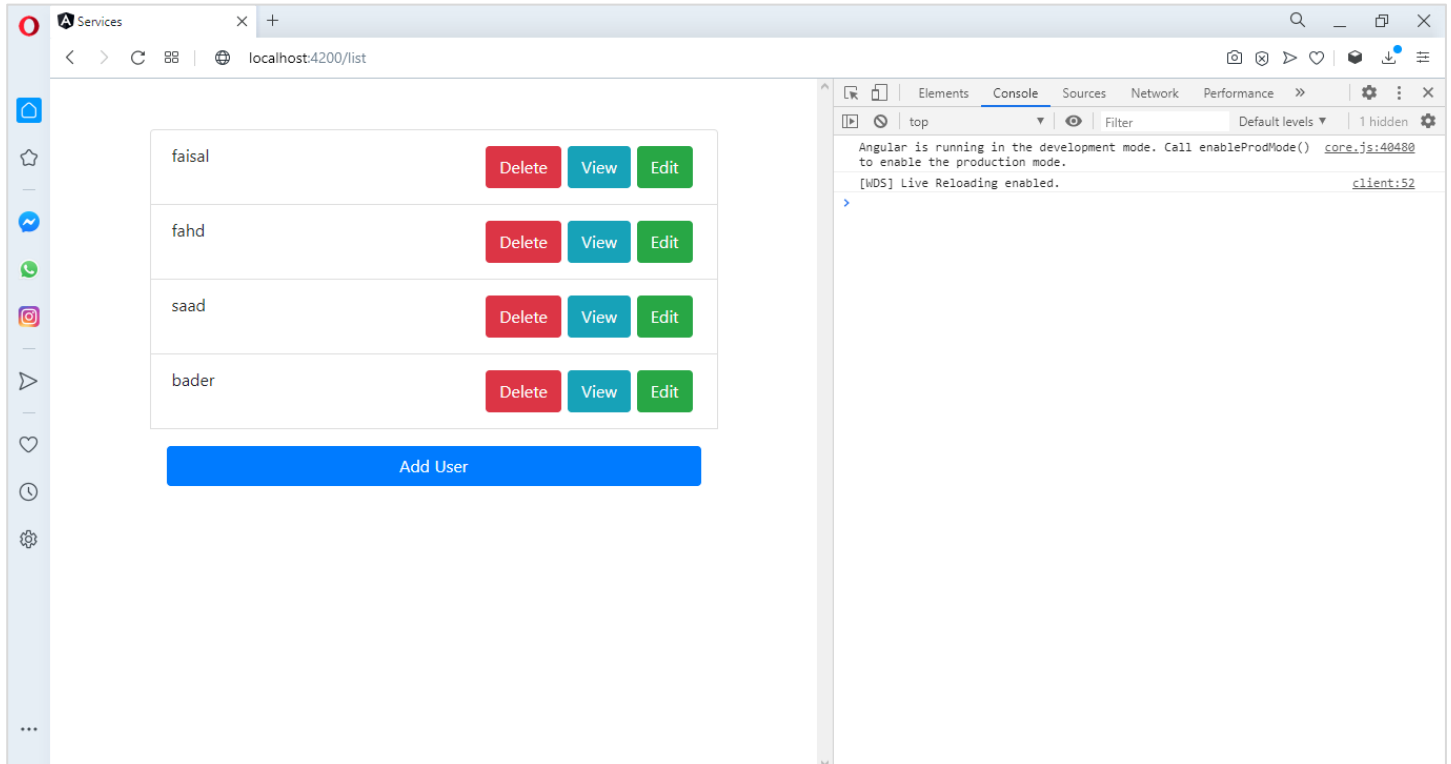 Services
localhost:4200/list
Elements Console Sources Network Performance
top Filter Default levels 1 hidden
Angular is running in the development mode. Call enableProdMode() core.js:40480
to enable the production mode.
[WDS] Live Reloading enabled. client:52
faisal Delete View Edit
fahd Delete View Edit
saad Delete View Edit
bader Delete View Edit
Add User